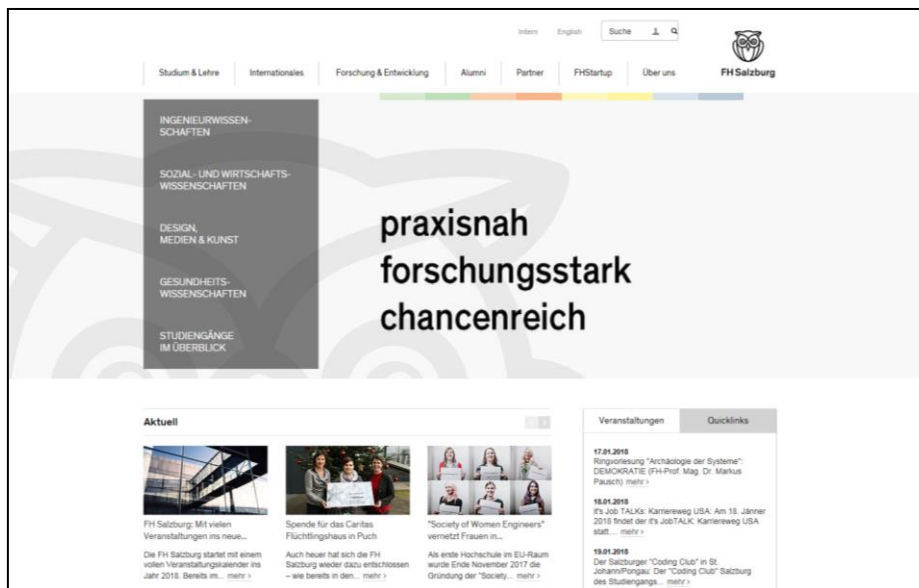 Intern English Suche
FH Salzburg
Studium & Lehre Internationales Forschung & Entwicklung Alumni Partner FHStartup Über uns
INGENIEURWISSEN-
SCHAFTEN
SOZIAL- UND WIRTSCHAFTS-
WISSENSCHAFTEN
DESIGN,
MEDIEN & KUNST
GESUNDHEITS-
WISSENSCHAFTEN
STUDIENGÄNGE
IM ÜBERBLICK
praxisnah
forschungsstark
chancenreich
Aktuell
FH Salzburg: Mit vielen
Veranstaltungen ins neue...
Die FH Salzburg startet mit einem
vollen Veranstaltungskalender ins
Jahr 2018. Bereits im... mehr >
Spende für das Caritas
Flüchtlingshaus in Puch
Auch heuer hat sich die FH
Salzburg wieder dazu entschlossen
– wie bereits in den... mehr >
"Society of Women Engineers"
vernetzt Frauen in...
Als erste Hochschule im EU-Raum
wurde Ende November 2017 die
Gründung der "Society... mehr >
Veranstaltungen Quicklinks
17.01.2018
Ringvorlesung "Archäologie der Systeme":
DEMOKRATIE (FH-Prof. Mag. Dr. Markus
Pausch) mehr >
18.01.2018
it's Job TALKs: Karriereweg USA: Am 18. Jänner
2018 findet der it's JobTALK: Karriereweg USA
statt.... mehr >
19.01.2018
Der Salzburger "Coding Club" in St.
Johann/Pongau: Der "Coding Club" Salzburg
des Studiengangs... mehr >